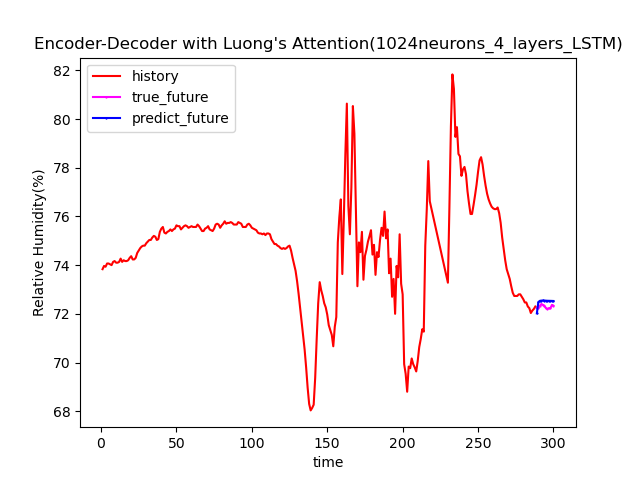 Encoder-Decoder with Luong's Attention(1024neurons_4_layers_LSTM)
history
true_future
predict_future
Relative Humidity(%)
82
80
78
76
74
72
70
68
0 50 100 150 200 250 300
time